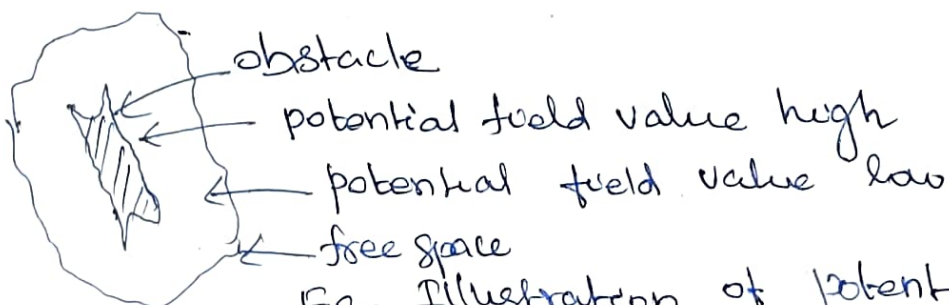 obstacle
potential field value high
potential field value low
free space
Fig. Illustration of Potent